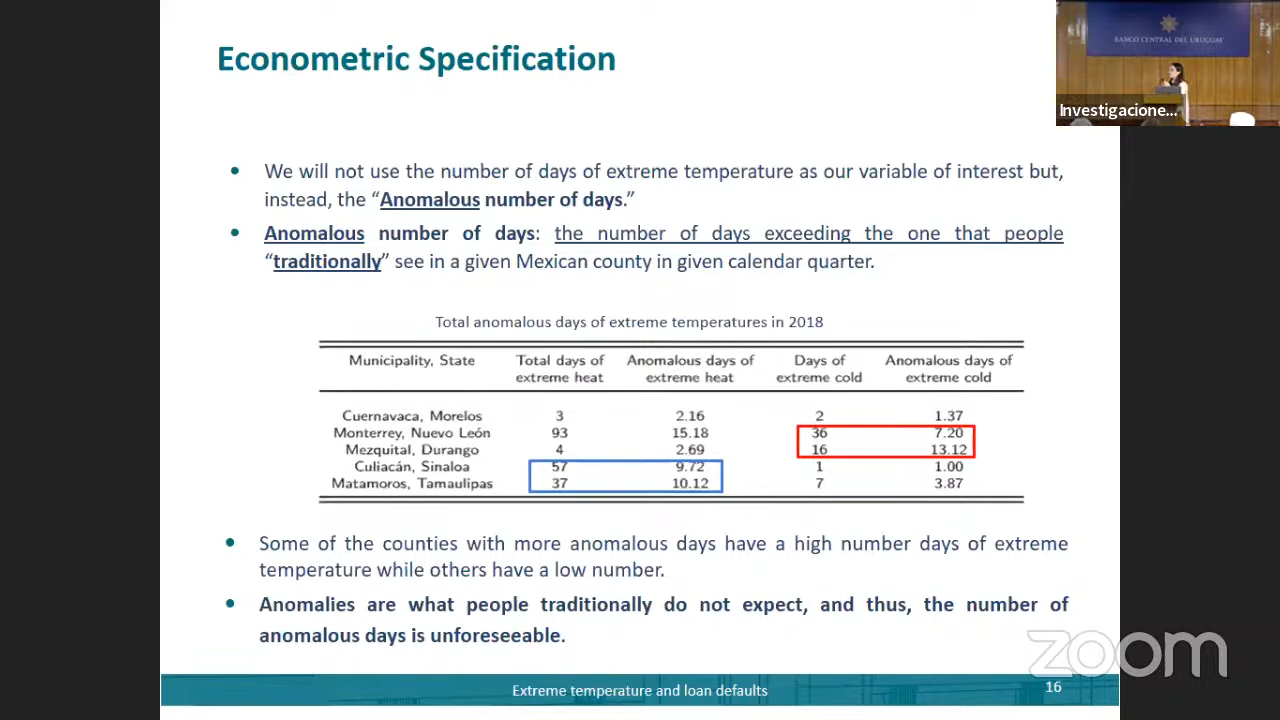 Econometric Specification
BANCO CENTRAL DEL URUGUAY
Investigacione...
• We will not use the number of days of extreme temperature as our variable of interest but,
instead, the “Anomalous number of days.”
• Anomalous number of days: the number of days exceeding the one that people
“traditionally” see in a given Mexican county in given calendar quarter.
Total anomalous days of extreme temperatures in 2018
Municipality, State Total days of Anomalous days of Days of Anomalous days of
extreme heat extreme heat extreme cold extreme cold
Cuernavaca, Morelos 3 2.16 2 1.37
Monterrey, Nuevo León 93 15.18 36 7.20
Mezquital, Durango 4 2.69 16 13.12
Culiacán, Sinaloa 57 9.72 1 1.00
Matamoros, Tamaulipas 37 10.12 7 3.87
• Some of the counties with more anomalous days have a high number days of extreme
temperature while others have a low number.
• Anomalies are what people traditionally do not expect, and thus, the number of
anomalous days is unforeseeable.
zoom
Extreme temperature and loan defaults
16